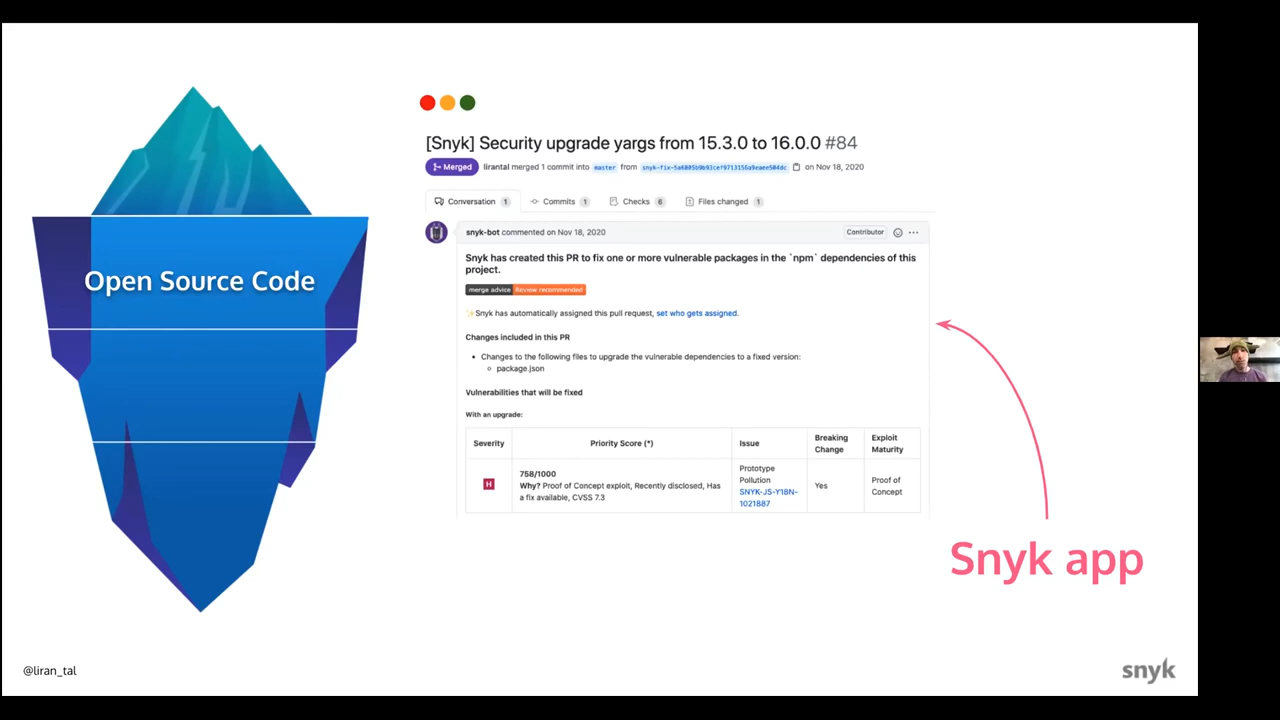 Open Source Code
[Snyk] Security upgrade yargs from 15.3.0 to 16.0.0 #84
Merged lirantal merged 1 commit into master from snyk-fix-5a6805b9b93cef0713156a9eaee504dc on Nov 18, 2020
Conversation 1 Commits 1 Checks 6 Files changed 1
snyk-bot commented on Nov 18, 2020 Contributor
Snyk has created this PR to fix one or more vulnerable packages in the `npm` dependencies of this
project.
merge advice Review recommended
✨Snyk has automatically assigned this pull request, set who gets assigned.
Changes included in this PR
• Changes to the following files to upgrade the vulnerable dependencies to a fixed version:
◦ package.json
Vulnerabilities that will be fixed
With an upgrade:
Severity Priority Score (*) Issue Breaking Change Exploit Maturity
H
758/1000
Why? Proof of Concept exploit, Recently disclosed, Has
a fix available, CVSS 7.3
Prototype
Pollution
SNYK-JS-Y18N-
1021887
Yes
Proof of
Concept
Snyk app
@liran_tal
snyk